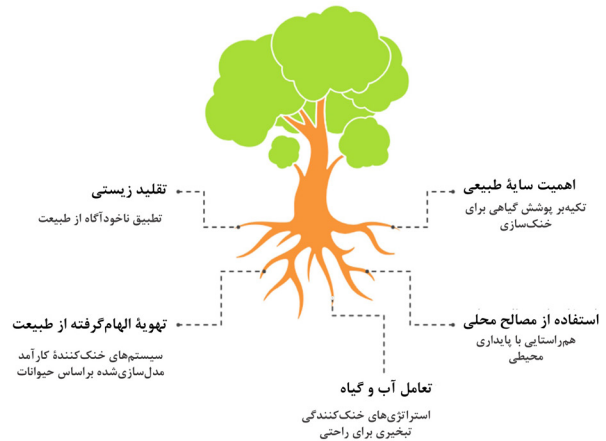 اهمیت سایهٔ طبیعی
تکیه‌بر پوشش گیاهی برای
خنک‌سازی
تقلید زیستی
تطبیق ناخودآگاه از طبیعت
استفاده از مصالح محلی
هم‌راستایی با پایداری
محیطی
تهویهٔ الهام‌گرفته از طبیعت
سیستم‌های خنک‌کنندهٔ کارآمد
مدل‌سازی‌شده براساس حیوانات
تعامل آب و گیاه
استراتژی‌های خنک‌کنندگی
تبخیری برای راحتی